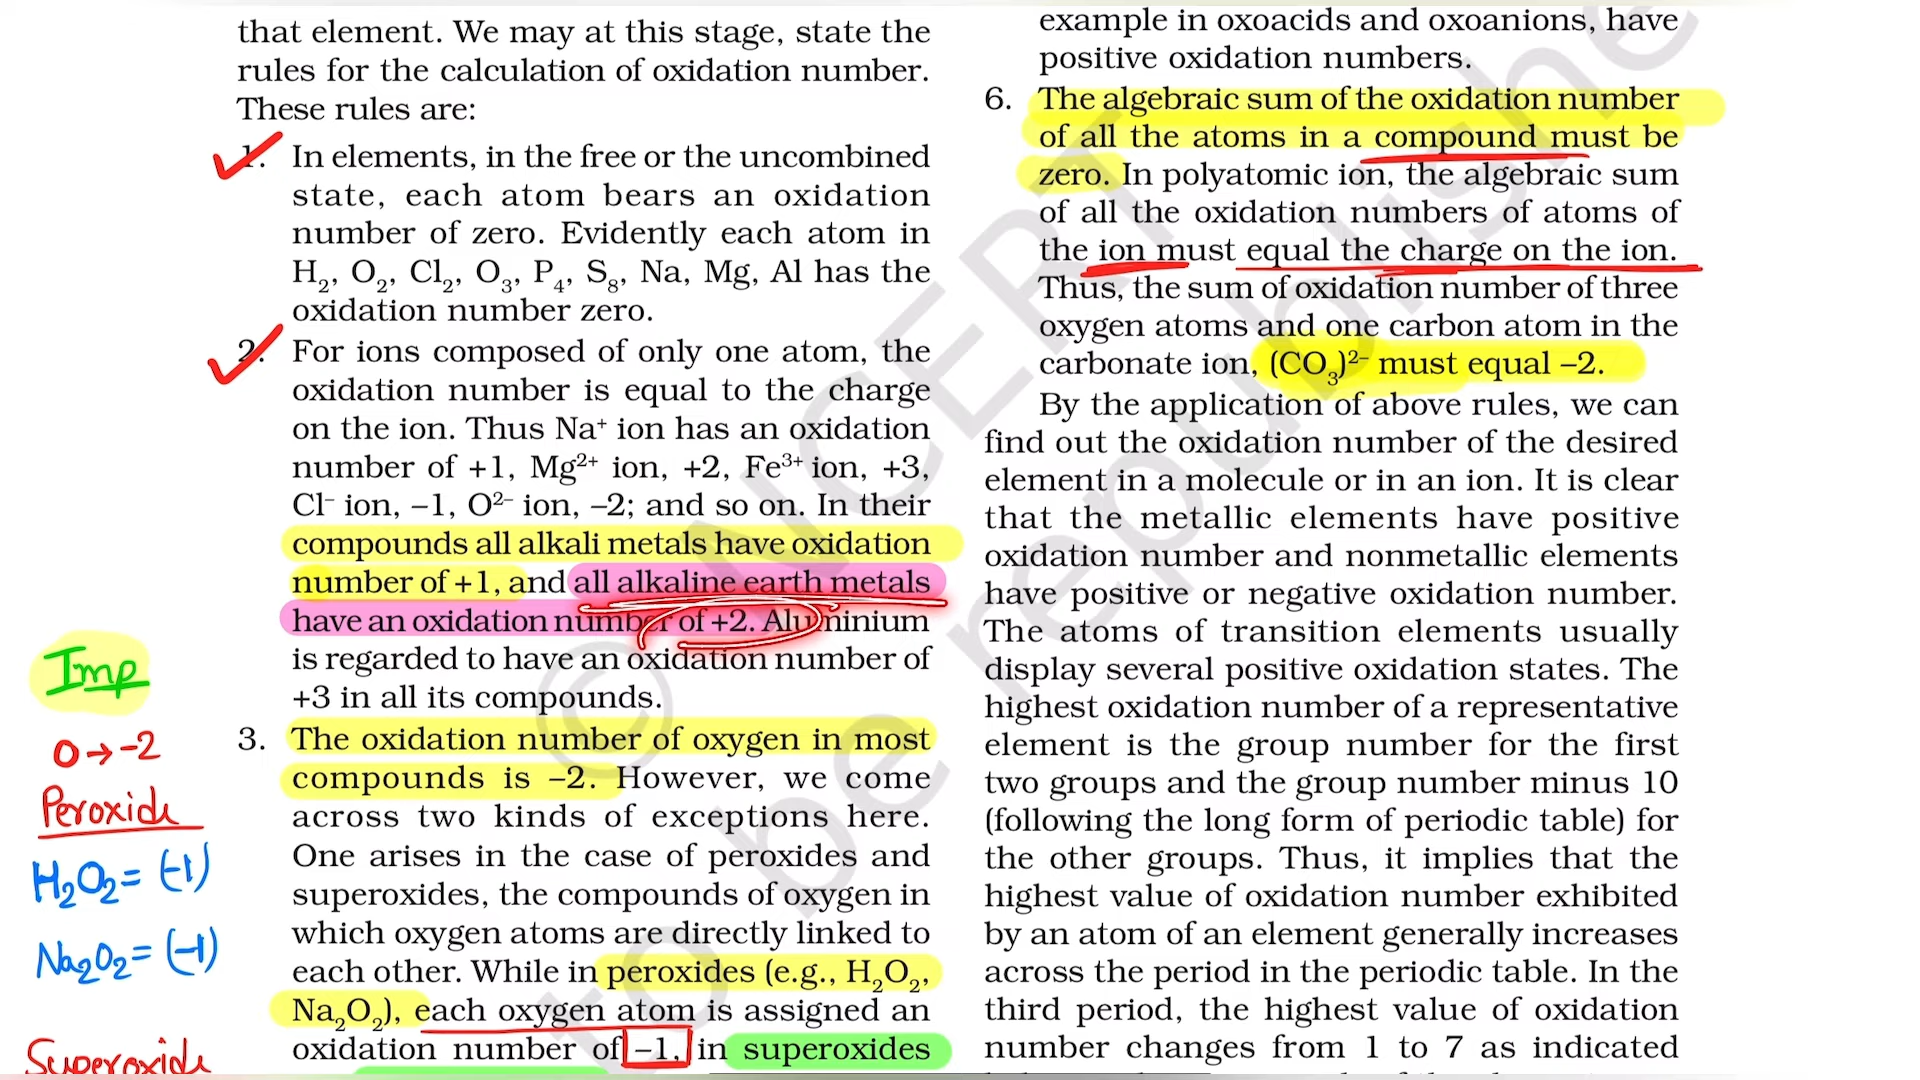 that element. We may at this stage, state the
rules for the calculation of oxidation number.
These rules are:
1. In elements, in the free or the uncombined
state, each atom bears an oxidation
number of zero. Evidently each atom in
H₂, O₂, Cl₂, O₃, P₄, S₈, Na, Mg, Al has the
oxidation number zero.
2. For ions composed of only one atom, the
oxidation number is equal to the charge
on the ion. Thus Na⁺ ion has an oxidation
number of +1, Mg²⁺ ion, +2, Fe³⁺ ion, +3,
Cl⁻ ion, –1, O²⁻ ion, –2; and so on. In their
compounds all alkali metals have oxidation
number of +1, and all alkaline earth metals
have an oxidation number of +2. Aluminium
is regarded to have an oxidation number of
+3 in all its compounds.
3. The oxidation number of oxygen in most
compounds is –2. However, we come
across two kinds of exceptions here.
One arises in the case of peroxides and
superoxides, the compounds of oxygen in
which oxygen atoms are directly linked to
each other. While in peroxides (e.g., H₂O₂,
Na₂O₂), each oxygen atom is assigned an
oxidation number of –1, in superoxides
Imp
O→-2
Peroxide
H₂O₂= (-1)
Na₂O₂= (-1)
Superoxide
example in oxoacids and oxoanions, have
positive oxidation numbers.
6. The algebraic sum of the oxidation number
of all the atoms in a compound must be
zero. In polyatomic ion, the algebraic sum
of all the oxidation numbers of atoms of
the ion must equal the charge on the ion.
Thus, the sum of oxidation number of three
oxygen atoms and one carbon atom in the
carbonate ion, (CO₃)²⁻ must equal –2.
By the application of above rules, we can
find out the oxidation number of the desired
element in a molecule or in an ion. It is clear
that the metallic elements have positive
oxidation number and nonmetallic elements
have positive or negative oxidation number.
The atoms of transition elements usually
display several positive oxidation states. The
highest oxidation number of a representative
element is the group number for the first
two groups and the group number minus 10
(following the long form of periodic table) for
the other groups. Thus, it implies that the
highest value of oxidation number exhibited
by an atom of an element generally increases
across the period in the periodic table. In the
third period, the highest value of oxidation
number changes from 1 to 7 as indicated
© NCERT
to be republishe